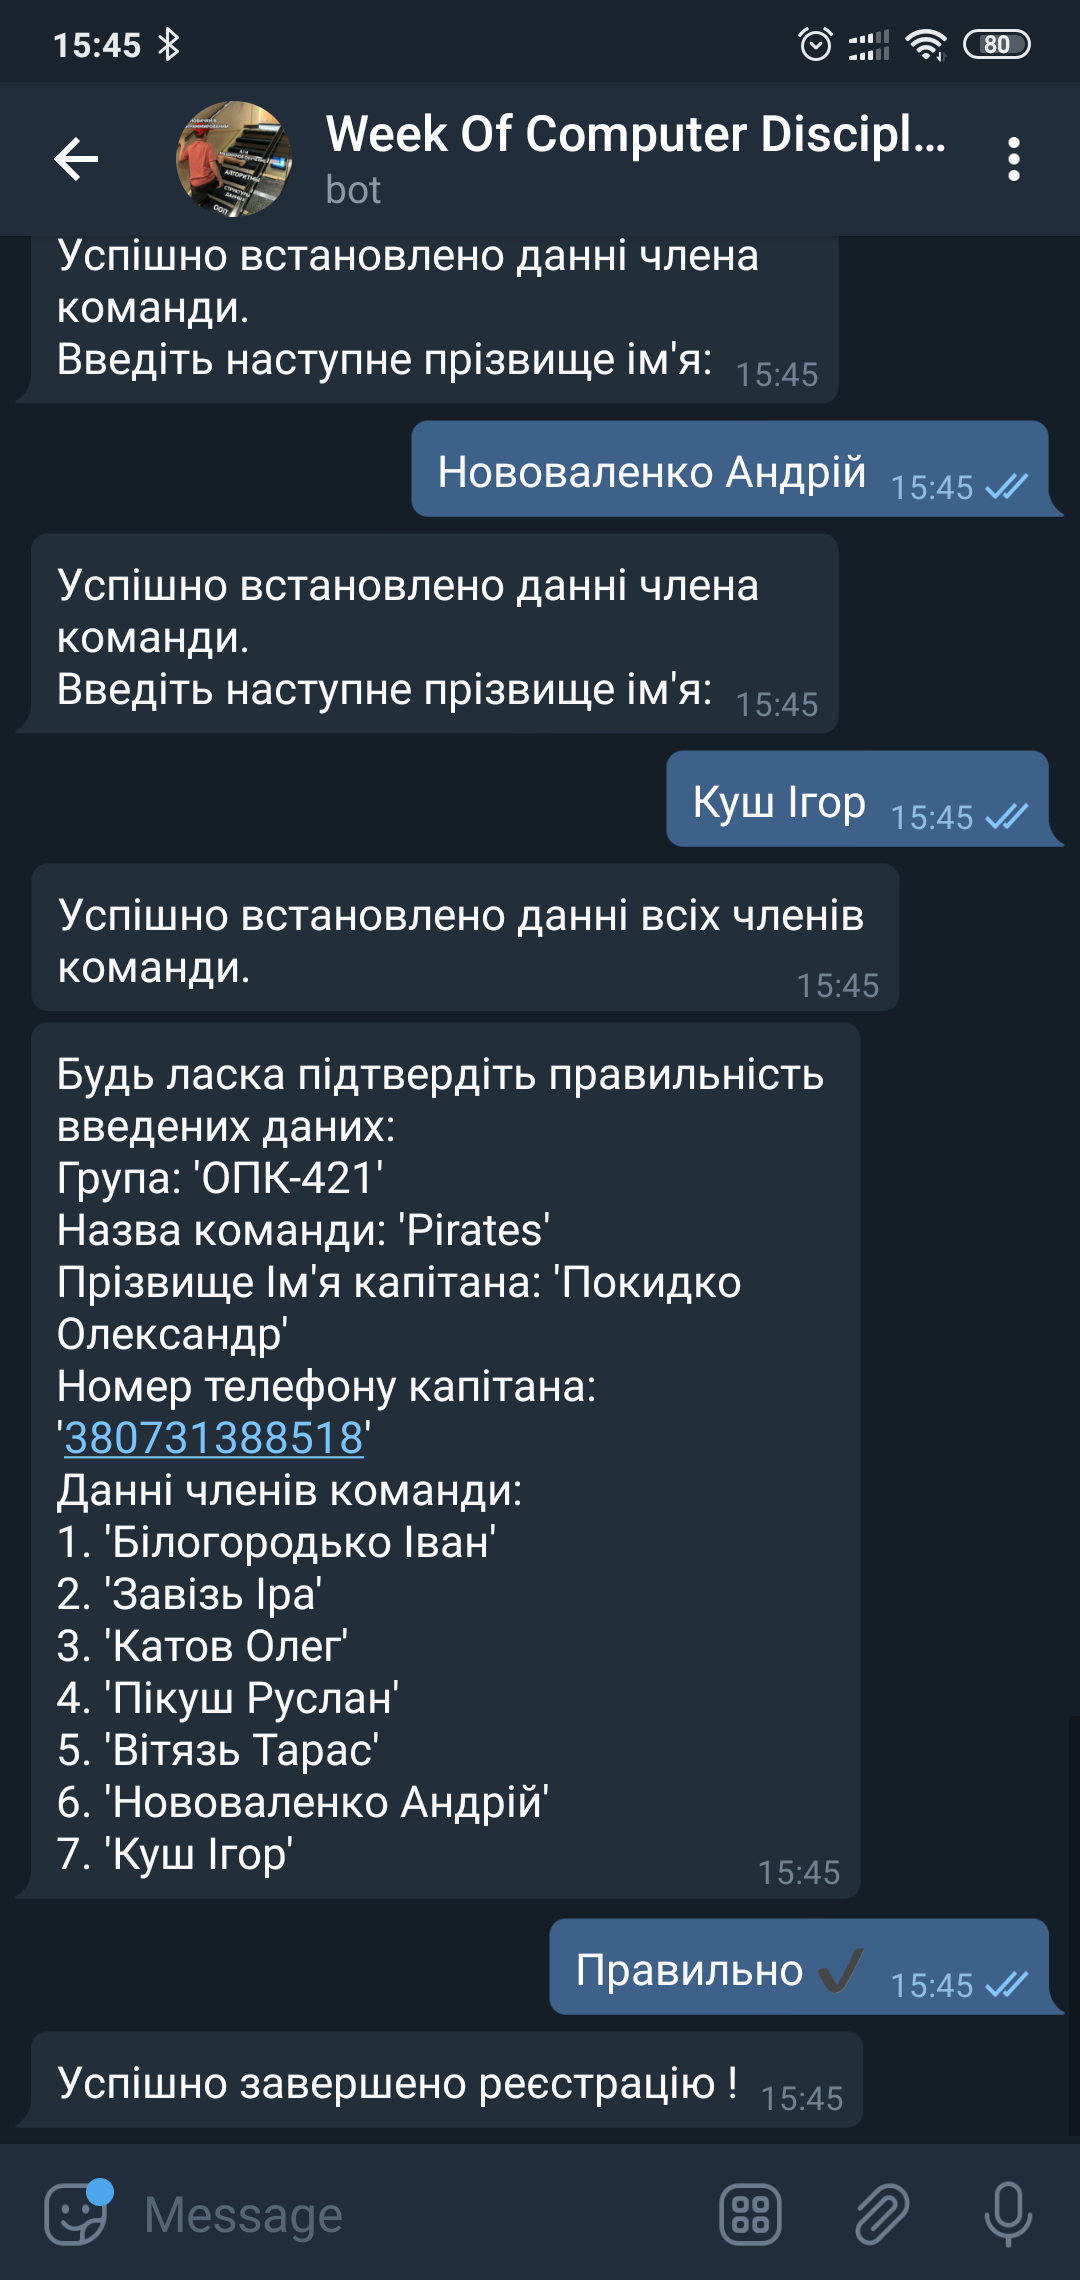 15:45
80
Week Of Computer Discipl...
bot
АЛГОРИТМЫ
СТРУКТУРЫ
ДАННЫХ
ООП
Успішно встановлено данні члена
команди.
Введіть наступне прізвище ім'я: 15:45
Нововаленко Андрій 15:45
Успішно встановлено данні члена
команди.
Введіть наступне прізвище ім'я: 15:45
Куш Ігор 15:45
Успішно встановлено данні всіх членів
команди. 15:45
Будь ласка підтвердіть правильність
введених даних:
Група: 'ОПК-421'
Назва команди: 'Pirates'
Прізвище Ім'я капітана: 'Покидко
Олександр'
Номер телефону капітана:
'380731388518'
Данні членів команди:
1. 'Білогородько Іван'
2. 'Завізь Іра'
3. 'Катов Олег'
4. 'Пікуш Руслан'
5. 'Вітязь Тарас'
6. 'Нововаленко Андрій'
7. 'Куш Ігор' 15:45
Правильно ✔ 15:45
Успішно завершено реєстрацію ! 15:45
Message